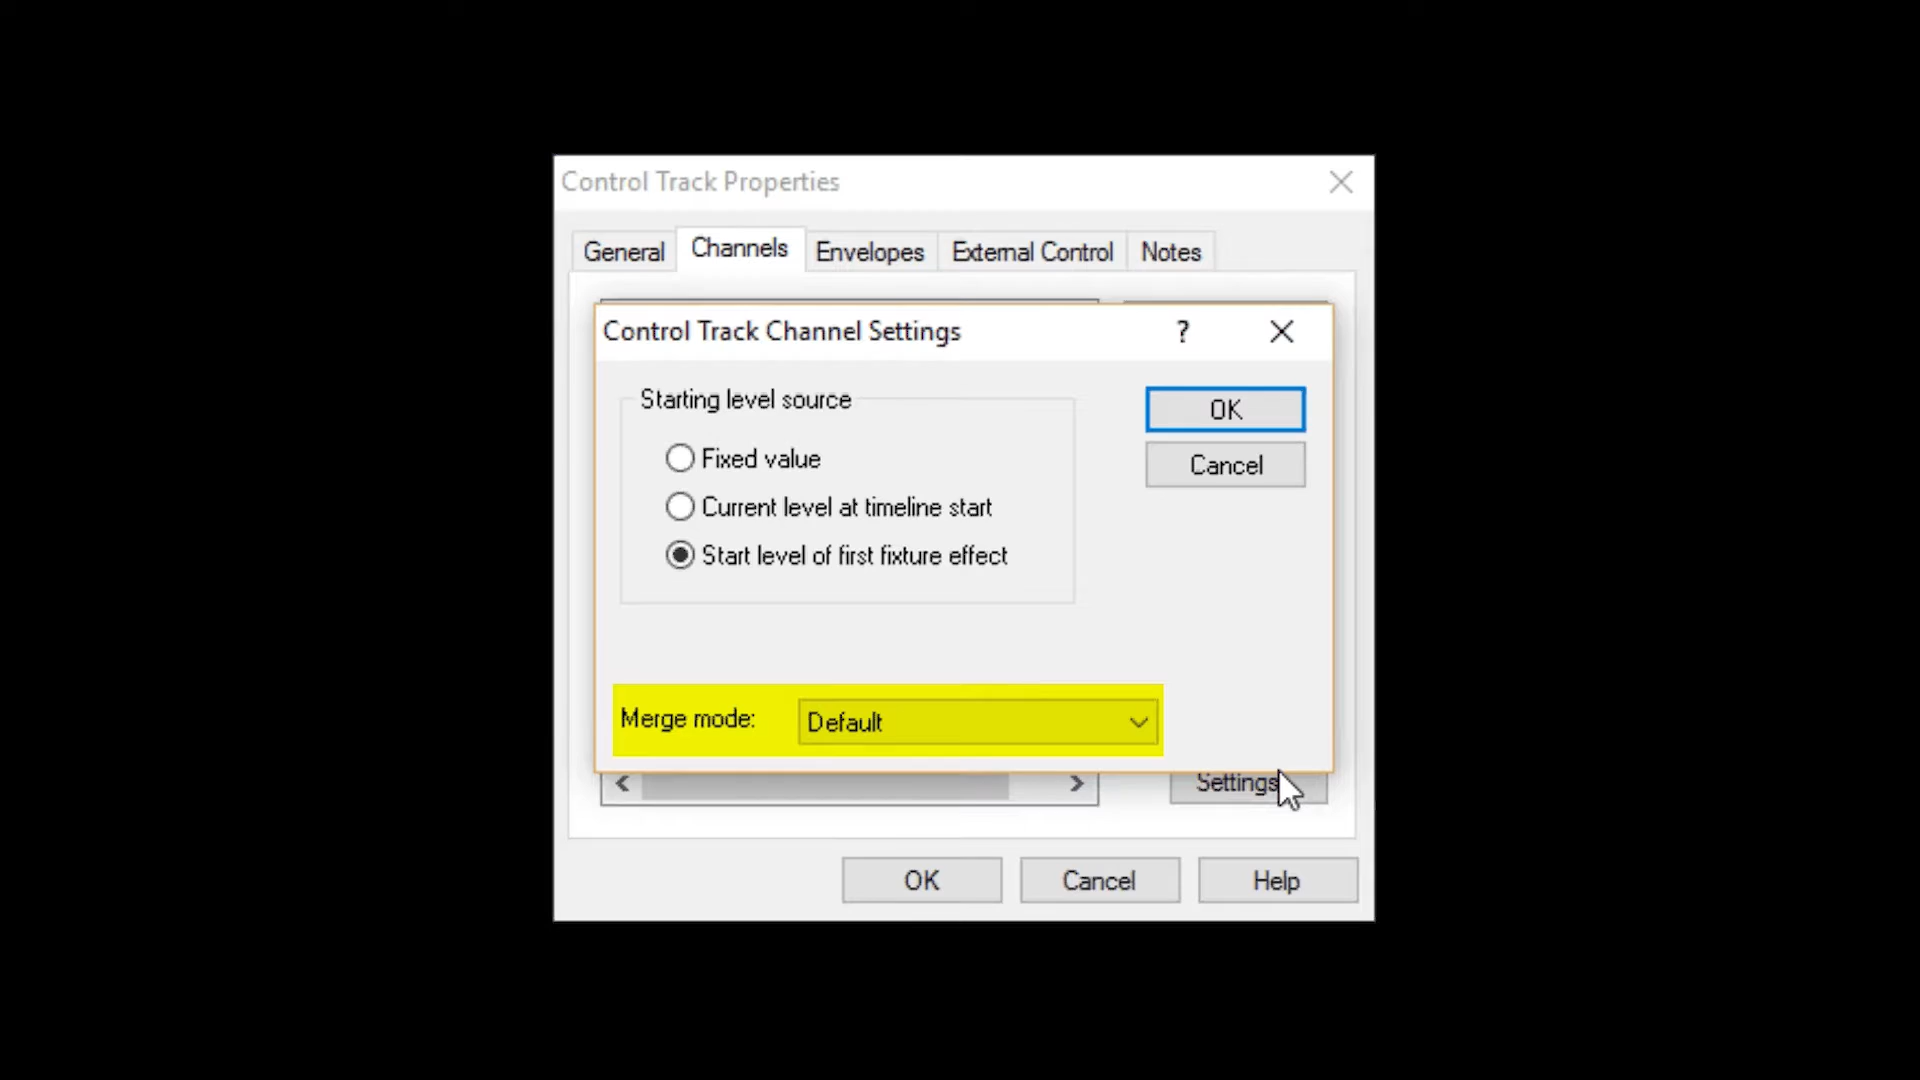 Control Track Properties
General Channels Envelopes External Control Notes
Control Track Channel Settings ?
Starting level source
OK
Fixed value
Cancel
Current level at timeline start
Start level of first fixture effect
Merge mode: Default
Settings
OK Cancel Help